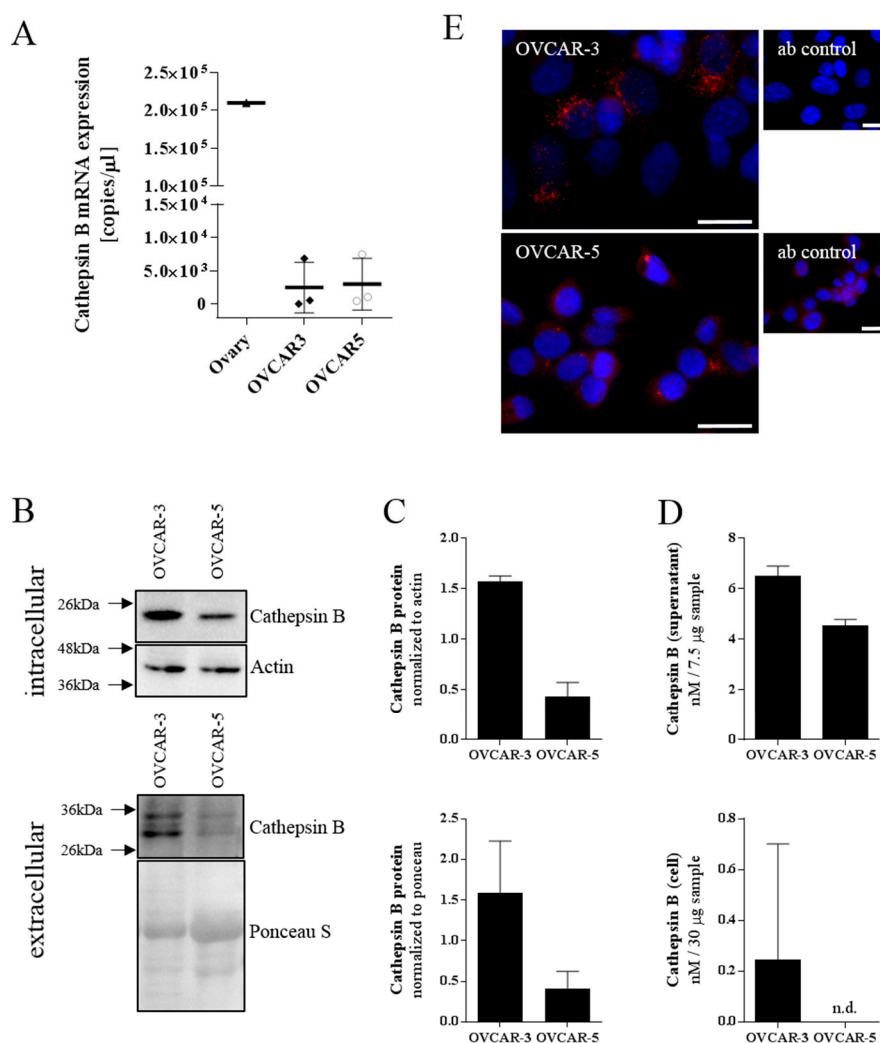 A
Cathepsin B mRNA expression
[copies/µl]
2.5×10⁵
2.0×10⁵
1.5×10⁵
1.0×10⁵
1.5×10⁴
1.0×10⁴
5.0×10³
0
Ovary
OVCAR3
OVCAR5
E
OVCAR-3
ab control
OVCAR-5
ab control
B
intracellular
OVCAR-3
OVCAR-5
26kDa
Cathepsin B
48kDa
Actin
36kDa
extracellular
OVCAR-3
OVCAR-5
36kDa
Cathepsin B
26kDa
Ponceau S
C
Cathepsin B protein
normalized to actin
2.0
1.5
1.0
0.5
0.0
OVCAR-3 OVCAR-5
Cathepsin B protein
normalized to ponceau
2.5
2.0
1.5
1.0
0.5
0.0
OVCAR-3 OVCAR-5
D
Cathepsin B (supernatant)
nM / 7.5 µg sample
8
6
4
2
0
OVCAR-3 OVCAR-5
Cathepsin B (cell)
nM / 30 µg sample
0.8
0.6
0.4
0.2
0.0
n.d.
OVCAR-3 OVCAR-5